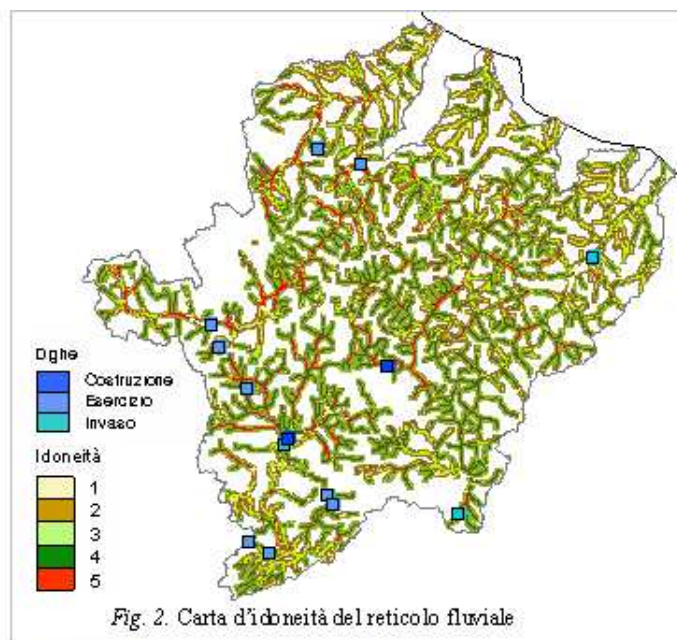 Dighe
Costruzione
Esercizio
Invaso
Idoneità
1
2
3
4
5
Fig. 2. Carta d'idoneità del reticolo fluviale